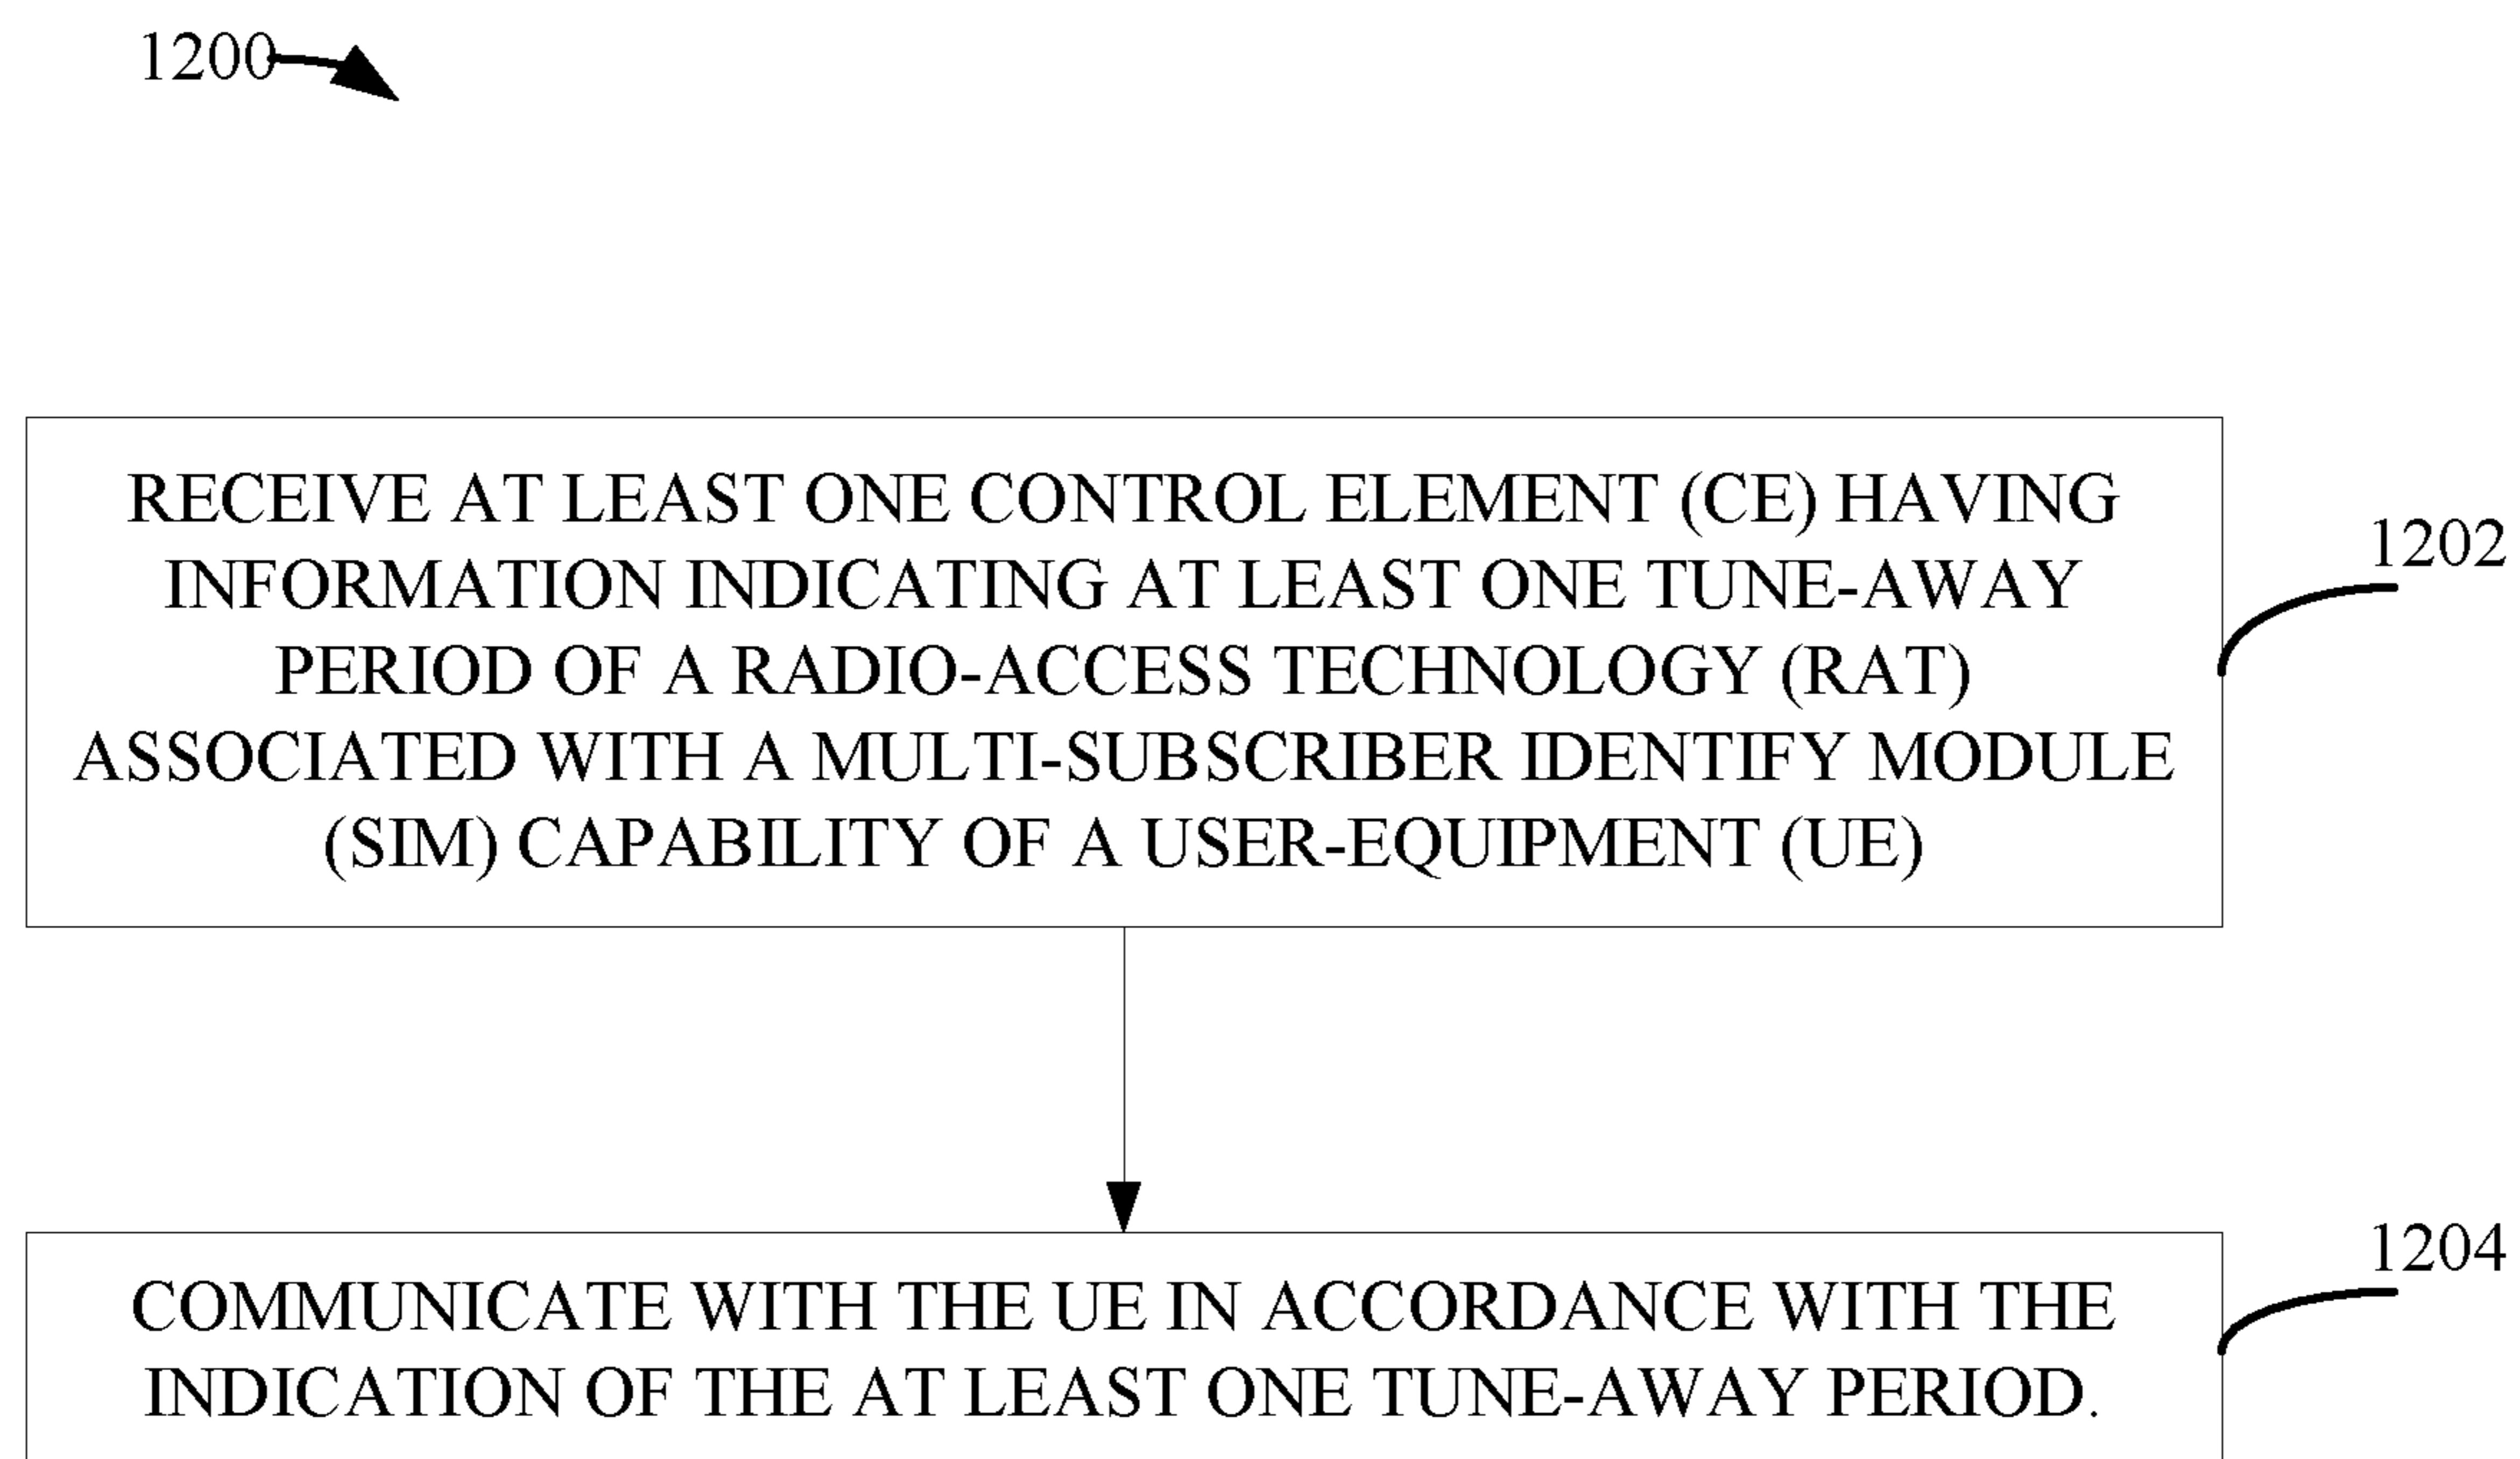 1200
RECEIVE AT LEAST ONE CONTROL ELEMENT (CE) HAVING
INFORMATION INDICATING AT LEAST ONE TUNE-AWAY
PERIOD OF A RADIO-ACCESS TECHNOLOGY (RAT)
ASSOCIATED WITH A MULTI-SUBSCRIBER IDENTIFY MODULE
(SIM) CAPABILITY OF A USER-EQUIPMENT (UE)
1202
COMMUNICATE WITH THE UE IN ACCORDANCE WITH THE
INDICATION OF THE AT LEAST ONE TUNE-AWAY PERIOD.
1204